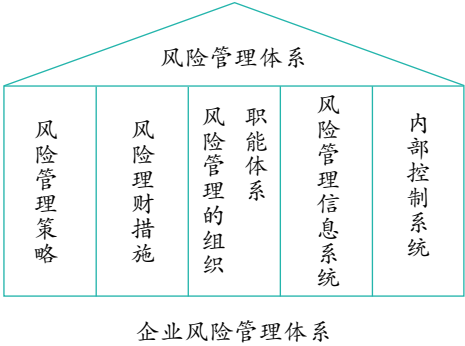 风险管理体系
风险管理策略
风险理财措施
风险管理的组织
职能体系
风险管理信息系统
内部控制系统
企业风险管理体系